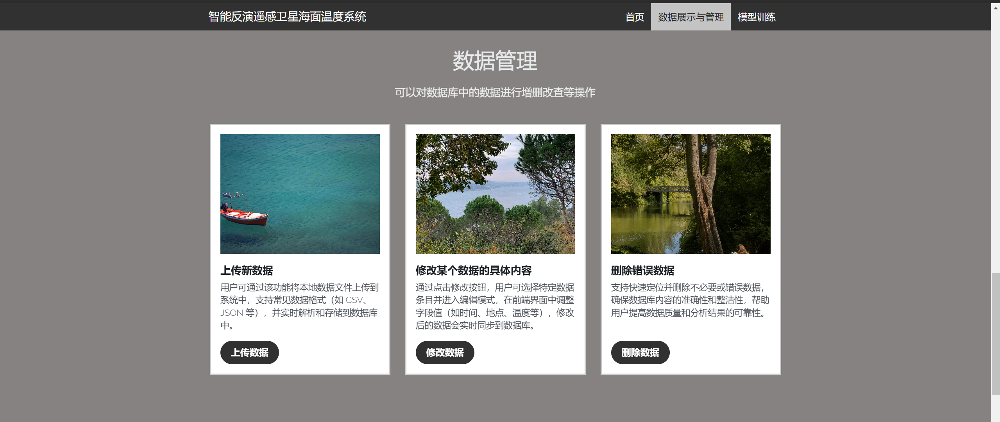 智能反演遥感卫星海面温度系统
首页
数据展示与管理
模型训练
数据管理
可以对数据库中的数据进行增删改查等操作
上传新数据
用户可通过该功能将本地数据文件上传到
系统中，支持常见数据格式（如 CSV、
JSON 等），并实时解析和存储到数据库
中。
上传数据
修改某个数据的具体内容
通过点击修改按钮，用户可选择特定数据
条目并进入编辑模式，在前端界面中调整
字段值（如时间、地点、温度等），修改
后的数据会实时同步到数据库。
修改数据
删除错误数据
支持快速定位并删除不必要或错误数据，
确保数据库内容的准确性和整洁性，帮助
用户提高数据质量和分析结果的可靠性。
删除数据